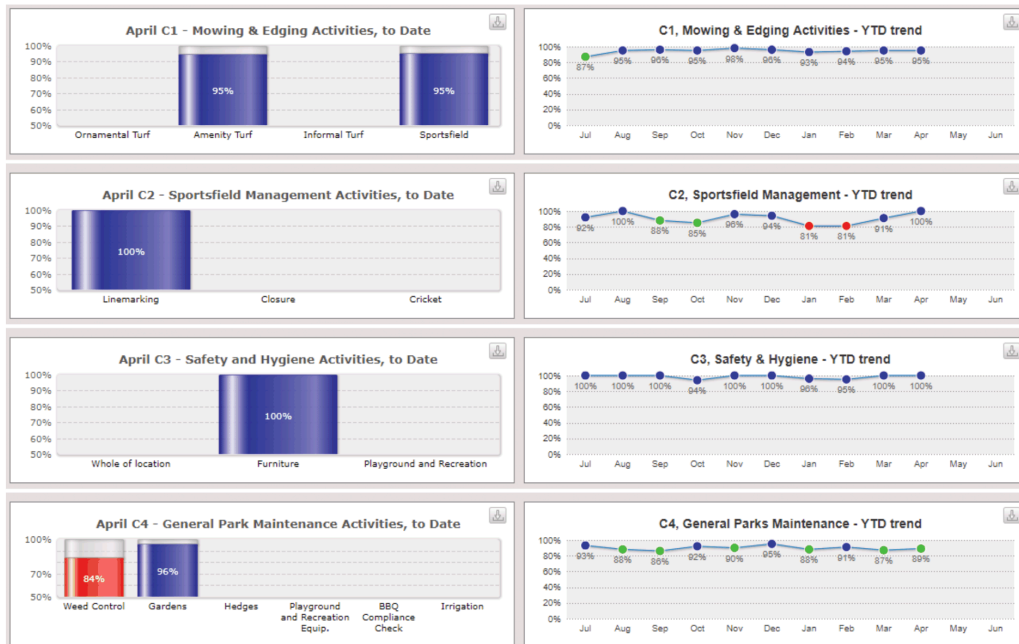 April C1 - Mowing & Edging Activities, to Date
100%
90%
80%
70%
60%
50%
95%
95%
Ornamental Turf Amenity Turf Informal Turf Sportsfield
C1, Mowing & Edging Activities - YTD trend
100%
80%
60%
40%
20%
0%
87% 95% 96% 95% 98% 96% 93% 94% 95% 95%
Jul Aug Sep Oct Nov Dec Jan Feb Mar Apr May Jun
April C2 - Sportsfield Management Activities, to Date
100%
90%
80%
70%
60%
50%
100%
Linemarking Closure Cricket
C2, Sportsfield Management - YTD trend
100%
80%
60%
40%
20%
0%
92% 100% 88% 85% 96% 94% 81% 81% 91% 100%
Jul Aug Sep Oct Nov Dec Jan Feb Mar Apr May Jun
April C3 - Safety and Hygiene Activities, to Date
100%
90%
80%
70%
60%
50%
100%
Whole of location Furniture Playground and Recreation
C3, Safety & Hygiene - YTD trend
100%
80%
60%
40%
20%
0%
100% 100% 100% 94% 100% 100% 96% 95% 100% 100%
Jul Aug Sep Oct Nov Dec Jan Feb Mar Apr May Jun
April C4 - General Park Maintenance Activities, to Date
100%
70%
50%
84%
96%
Weed Control Gardens Hedges Playground BBQ Irrigation
and Recreation Compliance
Equip. Check
C4, General Parks Maintenance - YTD trend
100%
80%
60%
40%
20%
0%
93% 88% 86% 92% 90% 95% 88% 91% 87% 89%
Jul Aug Sep Oct Nov Dec Jan Feb Mar Apr May Jun